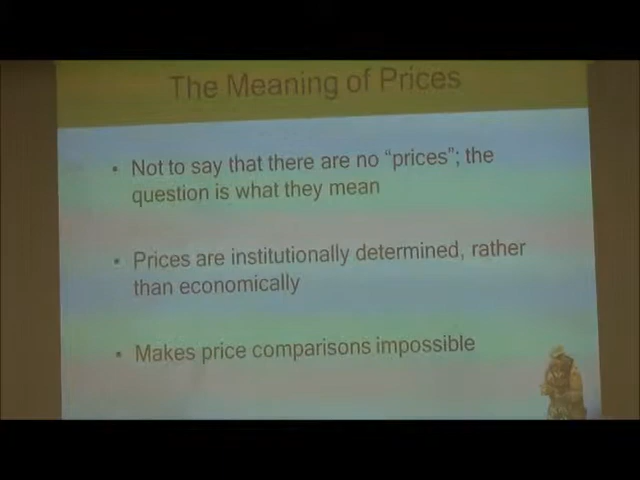 The Meaning of Prices
• Not to say that there are no "prices"; the
question is what they mean
• Prices are institutionally determined, rather
than economically
• Makes price comparisons impossible